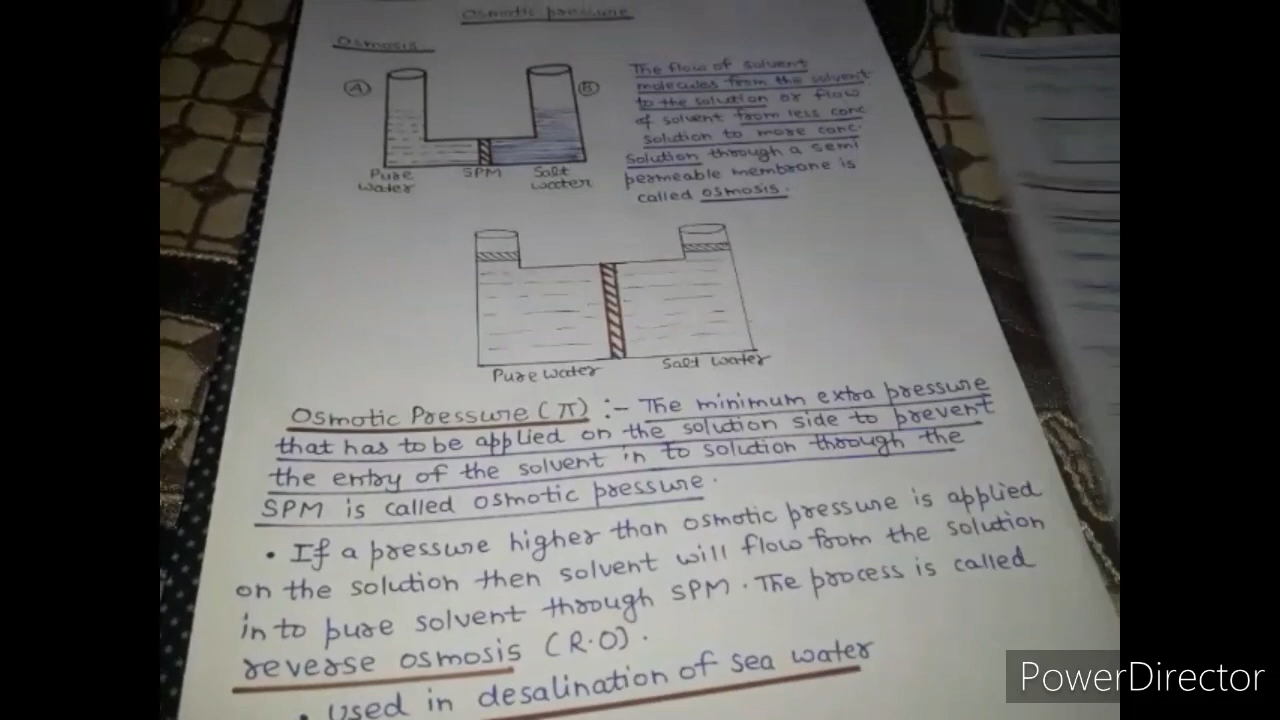 Osmotic pressure
Osmosis
A
B
Pure water
SPM
Salt water
The flow of solvent
molecules from the solvent
to the solution or flow
of solvent from less conc
solution to more conc.
solution through a semi
permeable membrane is
called osmosis.
Pure water
Salt water
Osmotic Pressure (π) :- The minimum extra pressure
that has to be applied on the solution side to prevent
the entry of the solvent in to solution through the
SPM is called osmotic pressure.
• If a pressure higher than osmotic pressure is applied
on the solution then solvent will flow from the solution
in to pure solvent through SPM. The process is called
reverse osmosis (R.O).
• Used in desalination of sea water
PowerDirector